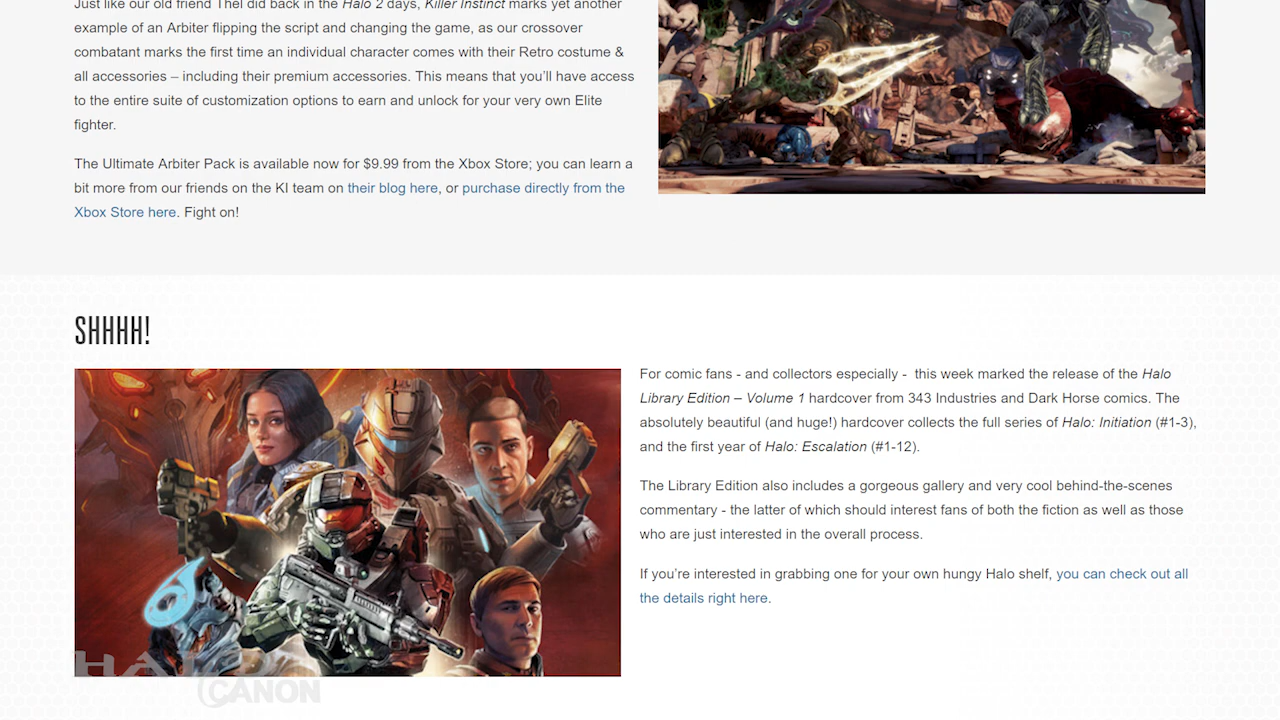 Just like our old friend Thel did back in the Halo 2 days, Killer Instinct marks yet another
example of an Arbiter flipping the script and changing the game, as our crossover
combatant marks the first time an individual character comes with their Retro costume &
all accessories – including their premium accessories. This means that you'll have access
to the entire suite of customization options to earn and unlock for your very own Elite
fighter.
The Ultimate Arbiter Pack is available now for $9.99 from the Xbox Store; you can learn a
bit more from our friends on the KI team on their blog here, or purchase directly from the
Xbox Store here. Fight on!
SHHHH!
For comic fans - and collectors especially -  this week marked the release of the Halo
Library Edition – Volume 1 hardcover from 343 Industries and Dark Horse comics. The
absolutely beautiful (and huge!) hardcover collects the full series of Halo: Initiation (#1-3),
and the first year of Halo: Escalation (#1-12).
The Library Edition also includes a gorgeous gallery and very cool behind-the-scenes
commentary - the latter of which should interest fans of both the fiction as well as those
who are just interested in the overall process.
If you're interested in grabbing one for your own hungy Halo shelf, you can check out all
the details right here.
HALO
CANON